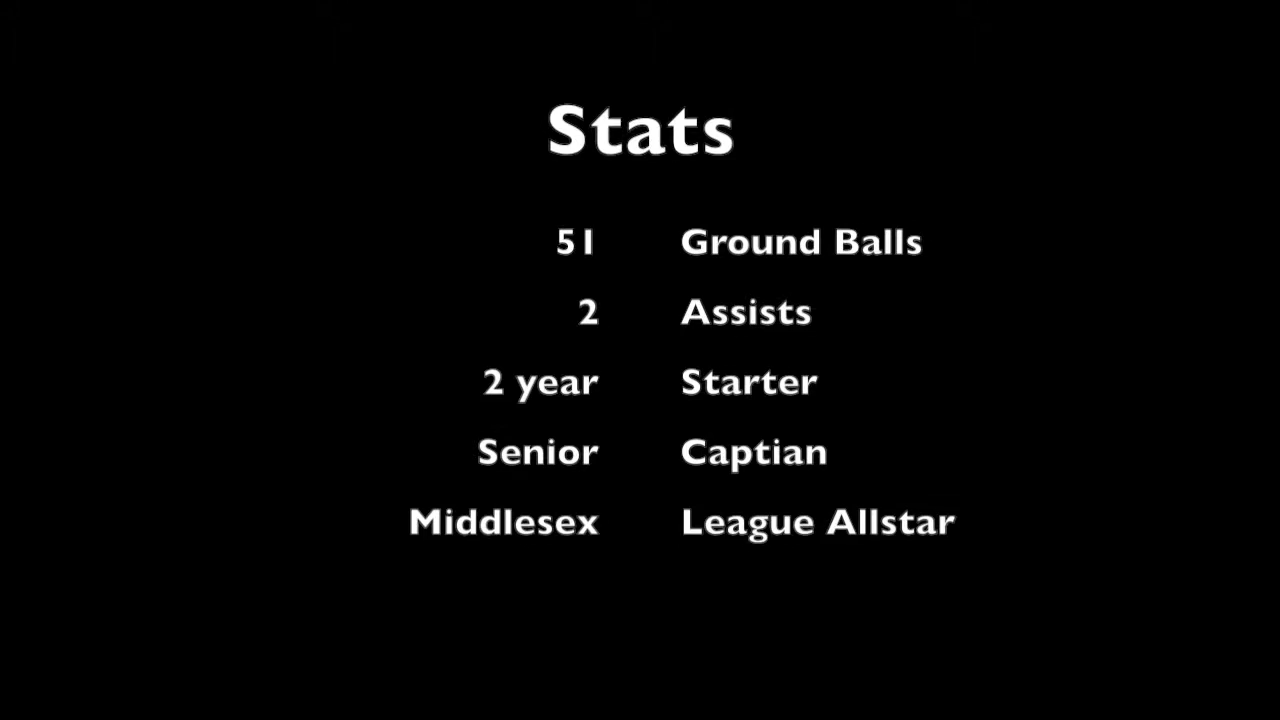 Stats
51 Ground Balls
2 Assists
2 year Starter
Senior Captian
Middlesex League Allstar